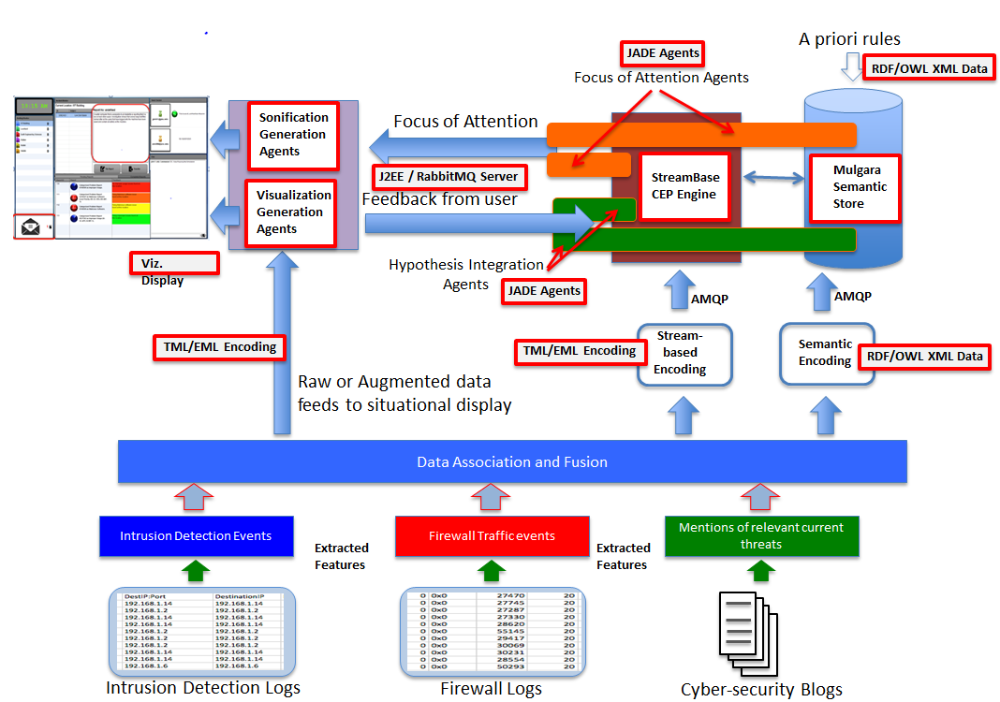 A priori rules
JADE Agents
RDF/OWL XML Data
Focus of Attention Agents
Sonification
Generation
Agents
Focus of Attention
J2EE / RabbitMQ Server
StreamBase
CEP Engine
Mulgara
Semantic
Store
Visualization
Generation
Agents
Feedback from user
Viz.
Display
Hypothesis Integration
Agents
JADE Agents
AMQP
AMQP
TML/EML Encoding
TML/EML Encoding
Stream-
based
Encoding
Semantic
Encoding
RDF/OWL XML Data
Raw or Augmented data
feeds to situational display
Data Association and Fusion
Intrusion Detection Events
Extracted
Features
Firewall Traffic events
Extracted
Features
Mentions of relevant current
threats
DestIP:Port DestinationIP
192.168.1.14 192.168.1.14
192.168.1.2 192.168.1.2
192.168.1.14 192.168.1.14
192.168.1.14 192.168.1.14
192.168.1.2 192.168.1.2
192.168.1.2 192.168.1.2
192.168.1.2 192.168.1.2
192.168.1.14 192.168.1.14
192.168.1.14 192.168.1.14
192.168.1.6 192.168.1.6
0 0x0 27470 20
0 0x0 27745 20
0 0x0 27287 20
0 0x0 27330 20
0 0x0 28620 20
0 0x0 55145 20
0 0x0 29417 20
0 0x0 30069 20
0 0x0 30231 20
0 0x0 28554 20
0 0x0 50293 20
Intrusion Detection Logs
Firewall Logs
Cyber-security Blogs